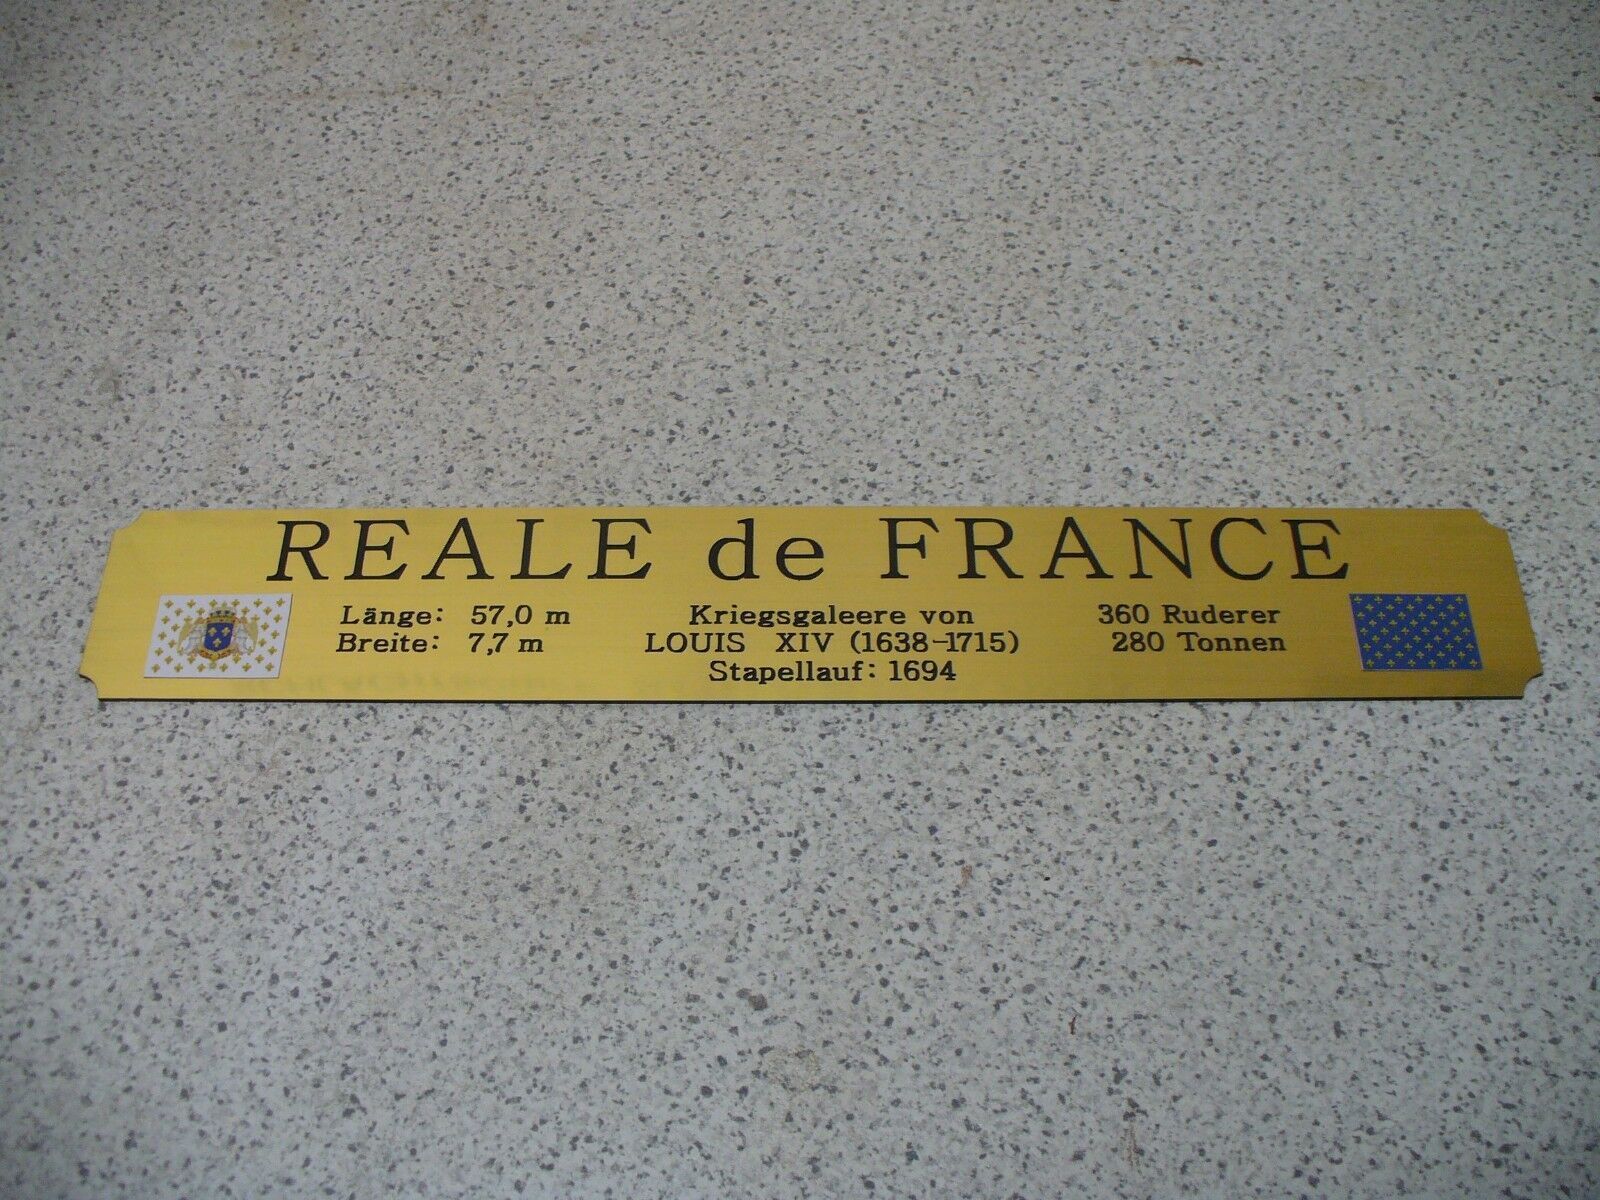 REALE de FRANCE
Länge: 57,0 m
Breite: 7,7 m
Kriegsgaleere von
LOUIS XIV (1638-1715)
Stapellauf: 1694
360 Ruderer
280 Tonnen